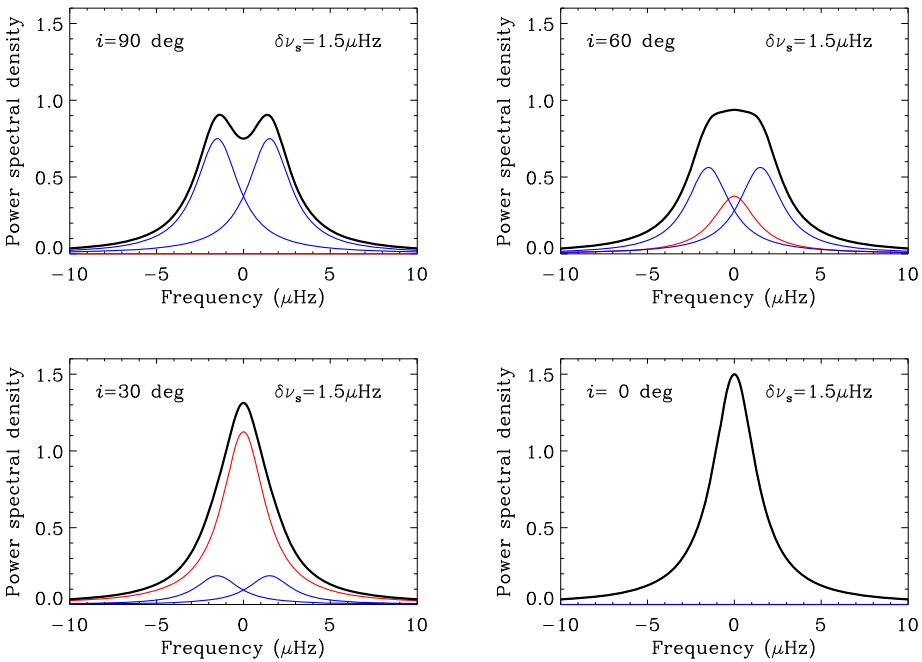 i=90 deg δνs=1.5μHz
Power spectral density
1.5
1.0
0.5
0.0
−10 −5 0 5 10
Frequency (μHz)
i=60 deg δνs=1.5μHz
Power spectral density
1.5
1.0
0.5
0.0
−10 −5 0 5 10
Frequency (μHz)
i=30 deg δνs=1.5μHz
Power spectral density
1.5
1.0
0.5
0.0
−10 −5 0 5 10
Frequency (μHz)
i= 0 deg δνs=1.5μHz
Power spectral density
1.5
1.0
0.5
0.0
−10 −5 0 5 10
Frequency (μHz)